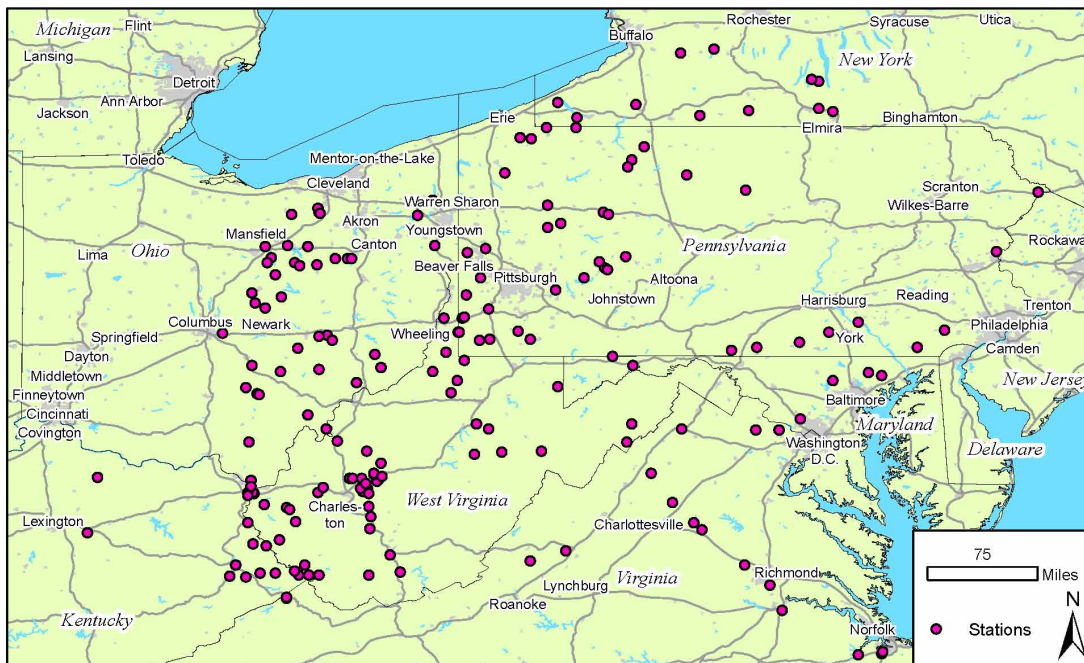 Michigan
Flint
Rochester
Syracuse
Utica
Lansing
Buffalo
Detroit
New York
Ann Arbor
Jackson
Erie
Elmira
Binghamton
Toledo
Mentor-on-the-Lake
Cleveland
Scranton
Warren Sharon
Wilkes-Barre
Akron
Youngstown
Mansfield
Canton
Ohio
Pennsylvania
Rockaway
Lima
Beaver Falls
Pittsburgh
Altoona
Johnstown
Harrisburg
Reading
Trenton
Columbus
Newark
Springfield
Wheeling
York
Philadelphia
Dayton
Camden
Middletown
New Jersey
Finneytown
Baltimore
Cincinnati
Maryland
Covington
Washington
D.C.
Delaware
West Virginia
Charles-
ton
Lexington
Charlottesville
Richmond
Lynchburg
Virginia
Roanoke
Kentucky
Norfolk
75
Miles
N
Stations